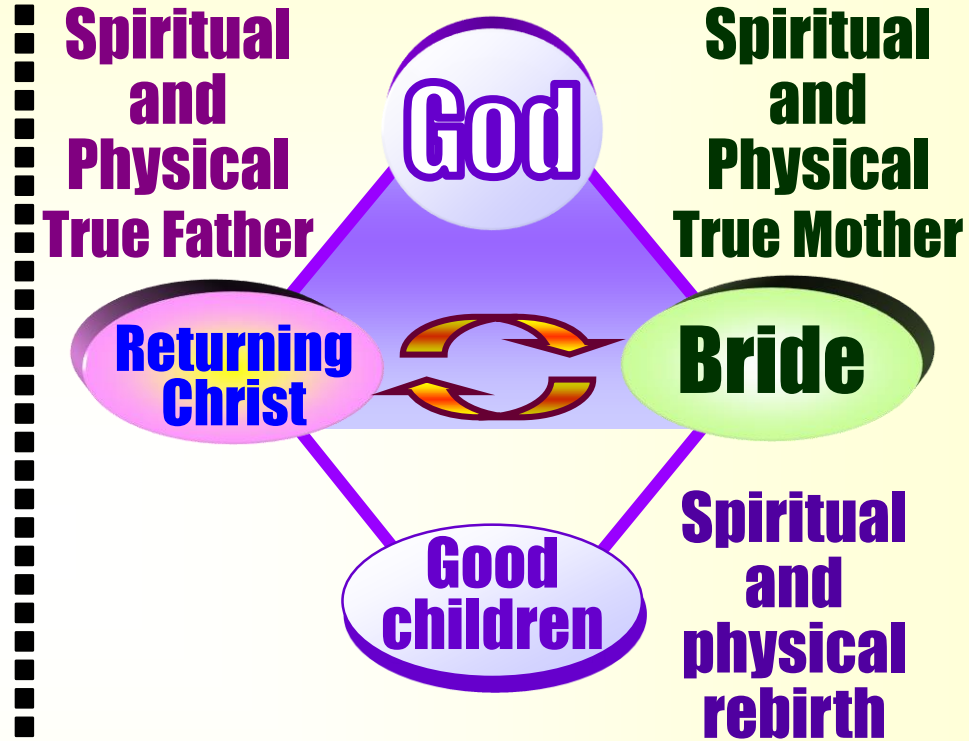 Spiritual
and
Physical
True Father
God
Spiritual
and
Physical
True Mother
Returning
Christ
Bride
Good
children
Spiritual
and
physical
rebirth